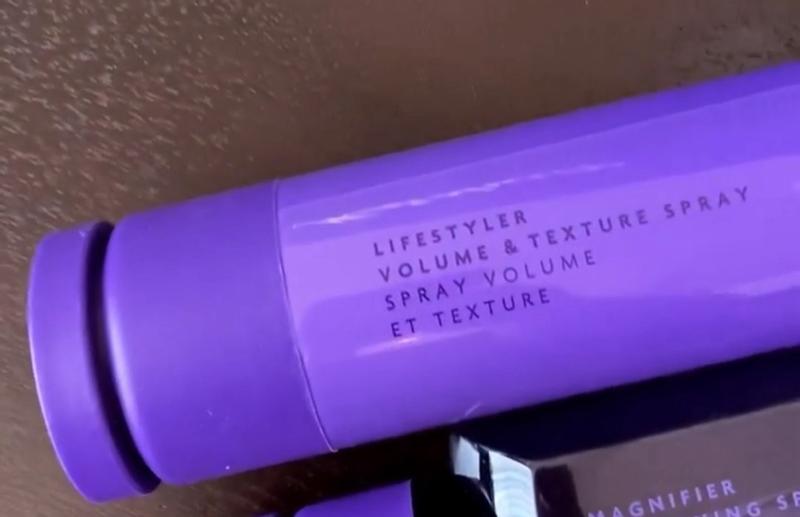 LIFESTYLER
VOLUME & TEXTURE SPRAY
SPRAY VOLUME
ET TEXTURE
MAGNIFIER